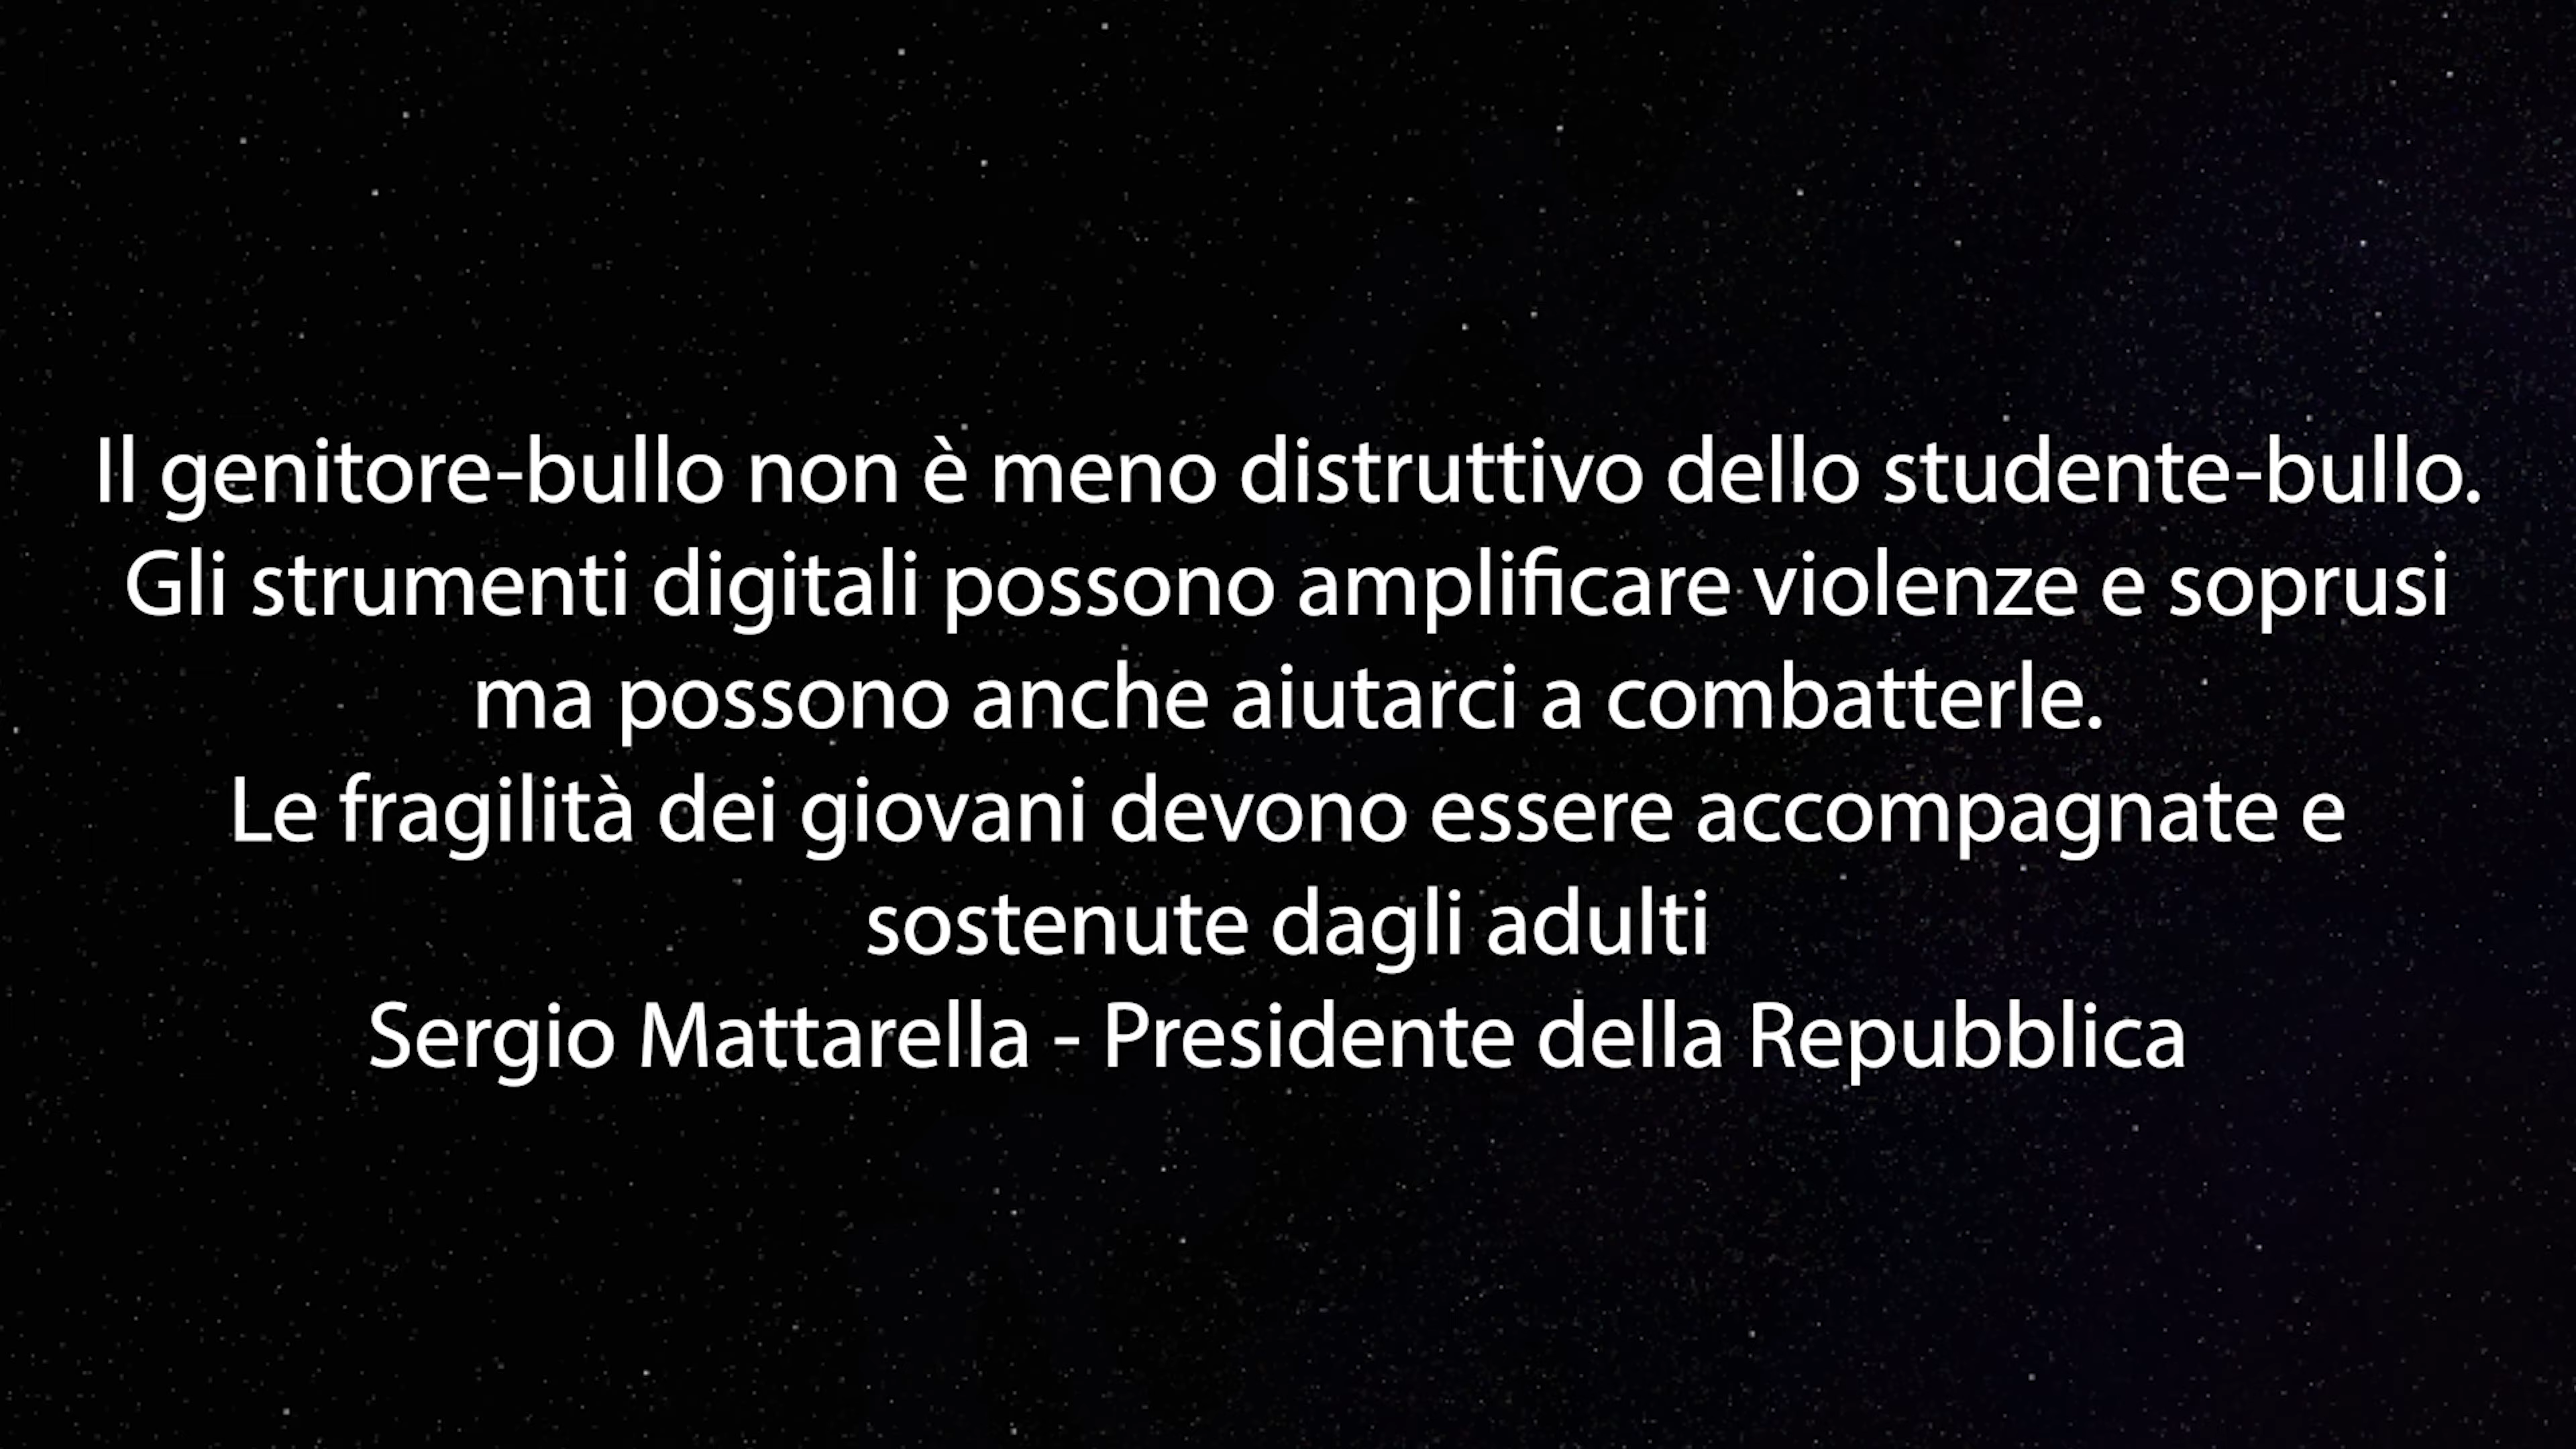 Il genitore-bullo non è meno distruttivo dello studente-bullo.
Gli strumenti digitali possono amplificare violenze e soprusi
ma possono anche aiutarci a combatterle.
Le fragilità dei giovani devono essere accompagnate e
sostenute dagli adulti
Sergio Mattarella - Presidente della Repubblica